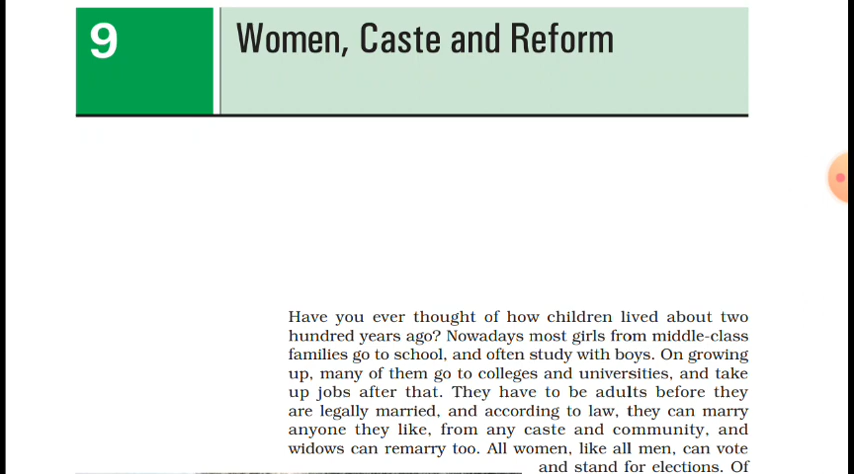 9
Women, Caste and Reform
Have you ever thought of how children lived about two
hundred years ago? Nowadays most girls from middle-class
families go to school, and often study with boys. On growing
up, many of them go to colleges and universities, and take
up jobs after that. They have to be adults before they
are legally married, and according to law, they can marry
anyone they like, from any caste and community, and
widows can remarry too. All women, like all men, can vote
and stand for elections. Of